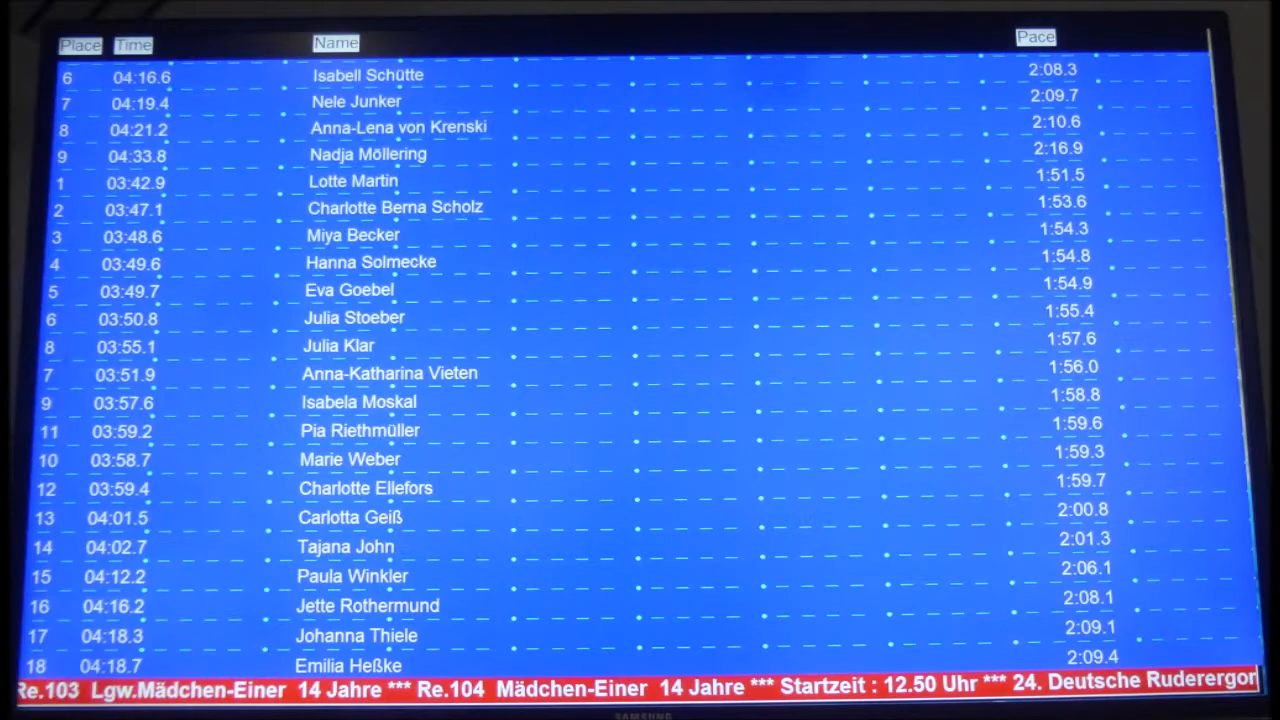 Place Time Name Pace
6 04:16.6 Isabell Schütte 2:08.3
7 04:19.4 Nele Junker 2:09.7
8 04:21.2 Anna-Lena von Krenski 2:10.6
9 04:33.8 Nadja Möllering 2:16.9
1 03:42.9 Lotte Martin 1:51.5
2 03:47.1 Charlotte Berna Scholz 1:53.6
3 03:48.6 Miya Becker 1:54.3
4 03:49.6 Hanna Solmecke 1:54.8
5 03:49.7 Eva Goebel 1:54.9
6 03:50.8 Julia Stoeber 1:55.4
8 03:55.1 Julia Klar 1:57.6
7 03:51.9 Anna-Katharina Vieten 1:56.0
9 03:57.6 Isabela Moskal 1:58.8
11 03:59.2 Pia Riethmüller 1:59.6
10 03:58.7 Marie Weber 1:59.3
12 03:59.4 Charlotte Ellefors 1:59.7
13 04:01.5 Carlotta Geiß 2:00.8
14 04:02.7 Tajana John 2:01.3
15 04:12.2 Paula Winkler 2:06.1
16 04:16.2 Jette Rothermund 2:08.1
17 04:18.3 Johanna Thiele 2:09.1
18 04:18.7 Emilia Heßke 2:09.4
Re.103 Lgw.Mädchen-Einer 14 Jahre *** Re.104 Mädchen-Einer 14 Jahre *** Startzeit : 12.50 Uhr *** 24. Deutsche Ruderergor
SAMSUNG